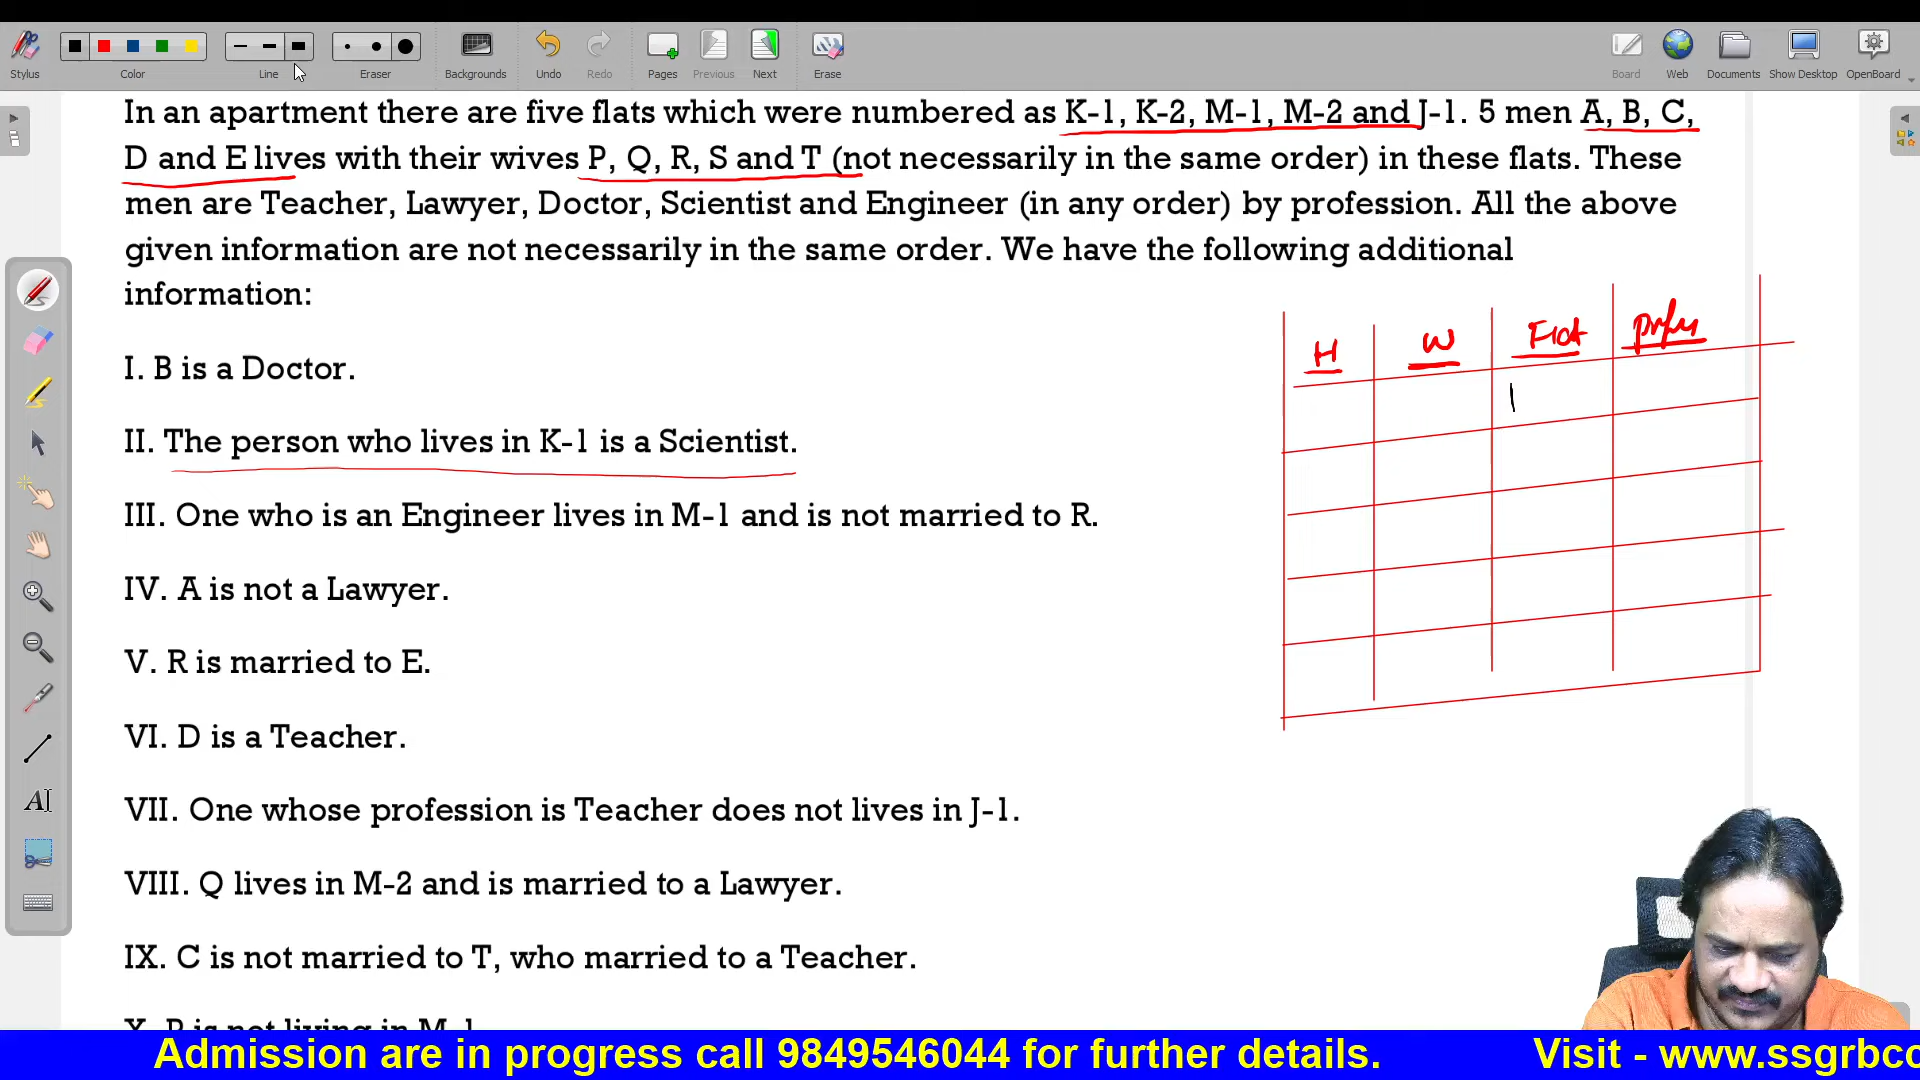 Stylus
Color
Line
Eraser
Backgrounds
Undo
Redo
Pages
Previous
Next
Erase
Board
Web
Documents
Show Desktop
OpenBoard
In an apartment there are five flats which were numbered as K-1, K-2, M-1, M-2 and J-1. 5 men A, B, C,
D and E lives with their wives P, Q, R, S and T (not necessarily in the same order) in these flats. These
men are Teacher, Lawyer, Doctor, Scientist and Engineer (in any order) by profession. All the above
given information are not necessarily in the same order. We have the following additional
information:
H W Flat
I. B is a Doctor.
II. The person who lives in K-1 is a Scientist.
III. One who is an Engineer lives in M-1 and is not married to R.
IV. A is not a Lawyer.
V. R is married to E.
VI. D is a Teacher.
VII. One whose profession is Teacher does not lives in J-1.
VIII. Q lives in M-2 and is married to a Lawyer.
IX. C is not married to T, who married to a Teacher.
is not living in M-1
Admission are in progress call 9849546044 for further details.
Visit - www.ssgrbcc